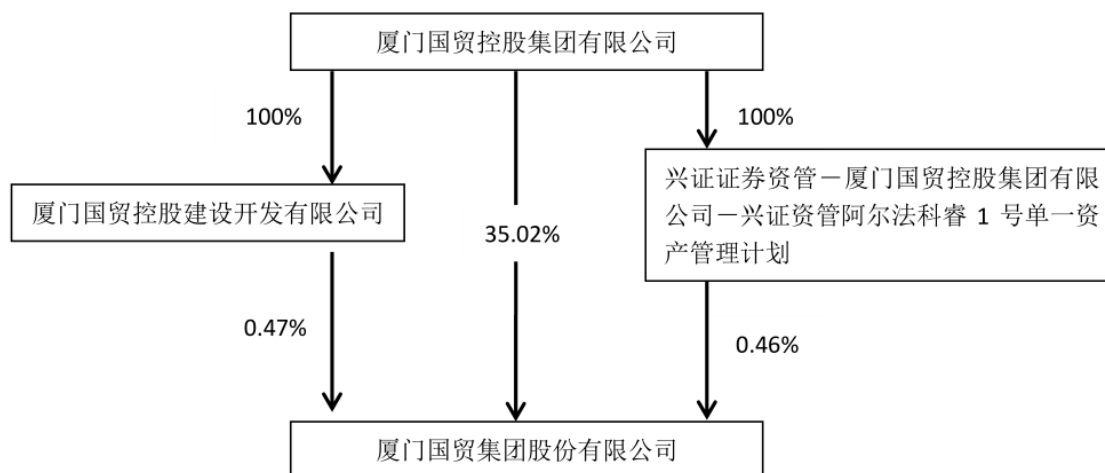 厦门国贸控股集团有限公司
100%
100%
厦门国贸控股建设开发有限公司
35.02%
兴证证券资管－厦门国贸控股集团有限
公司－兴证资管阿尔法科睿 1 号单一资
产管理计划
0.47%
0.46%
厦门国贸集团股份有限公司